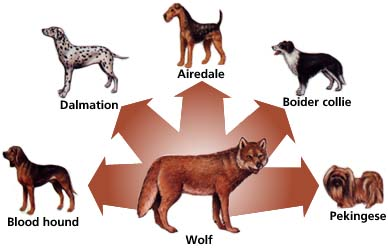 Airedale
Dalmation
Boider collie
Blood hound
Wolf
Pekingese